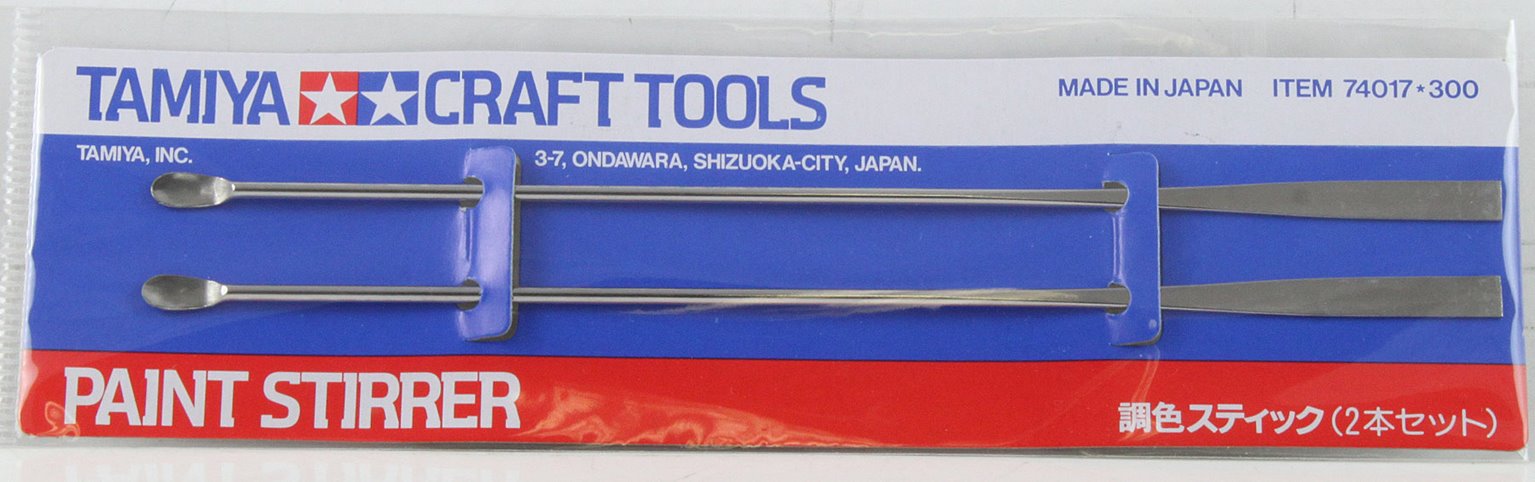 TAMIYA CRAFT TOOLS
MADE IN JAPAN ITEM 74017★300
TAMIYA, INC.
3-7, ONDAWARA, SHIZUOKA-CITY, JAPAN.
PAINT STIRRER
調色スティック(2本セット)